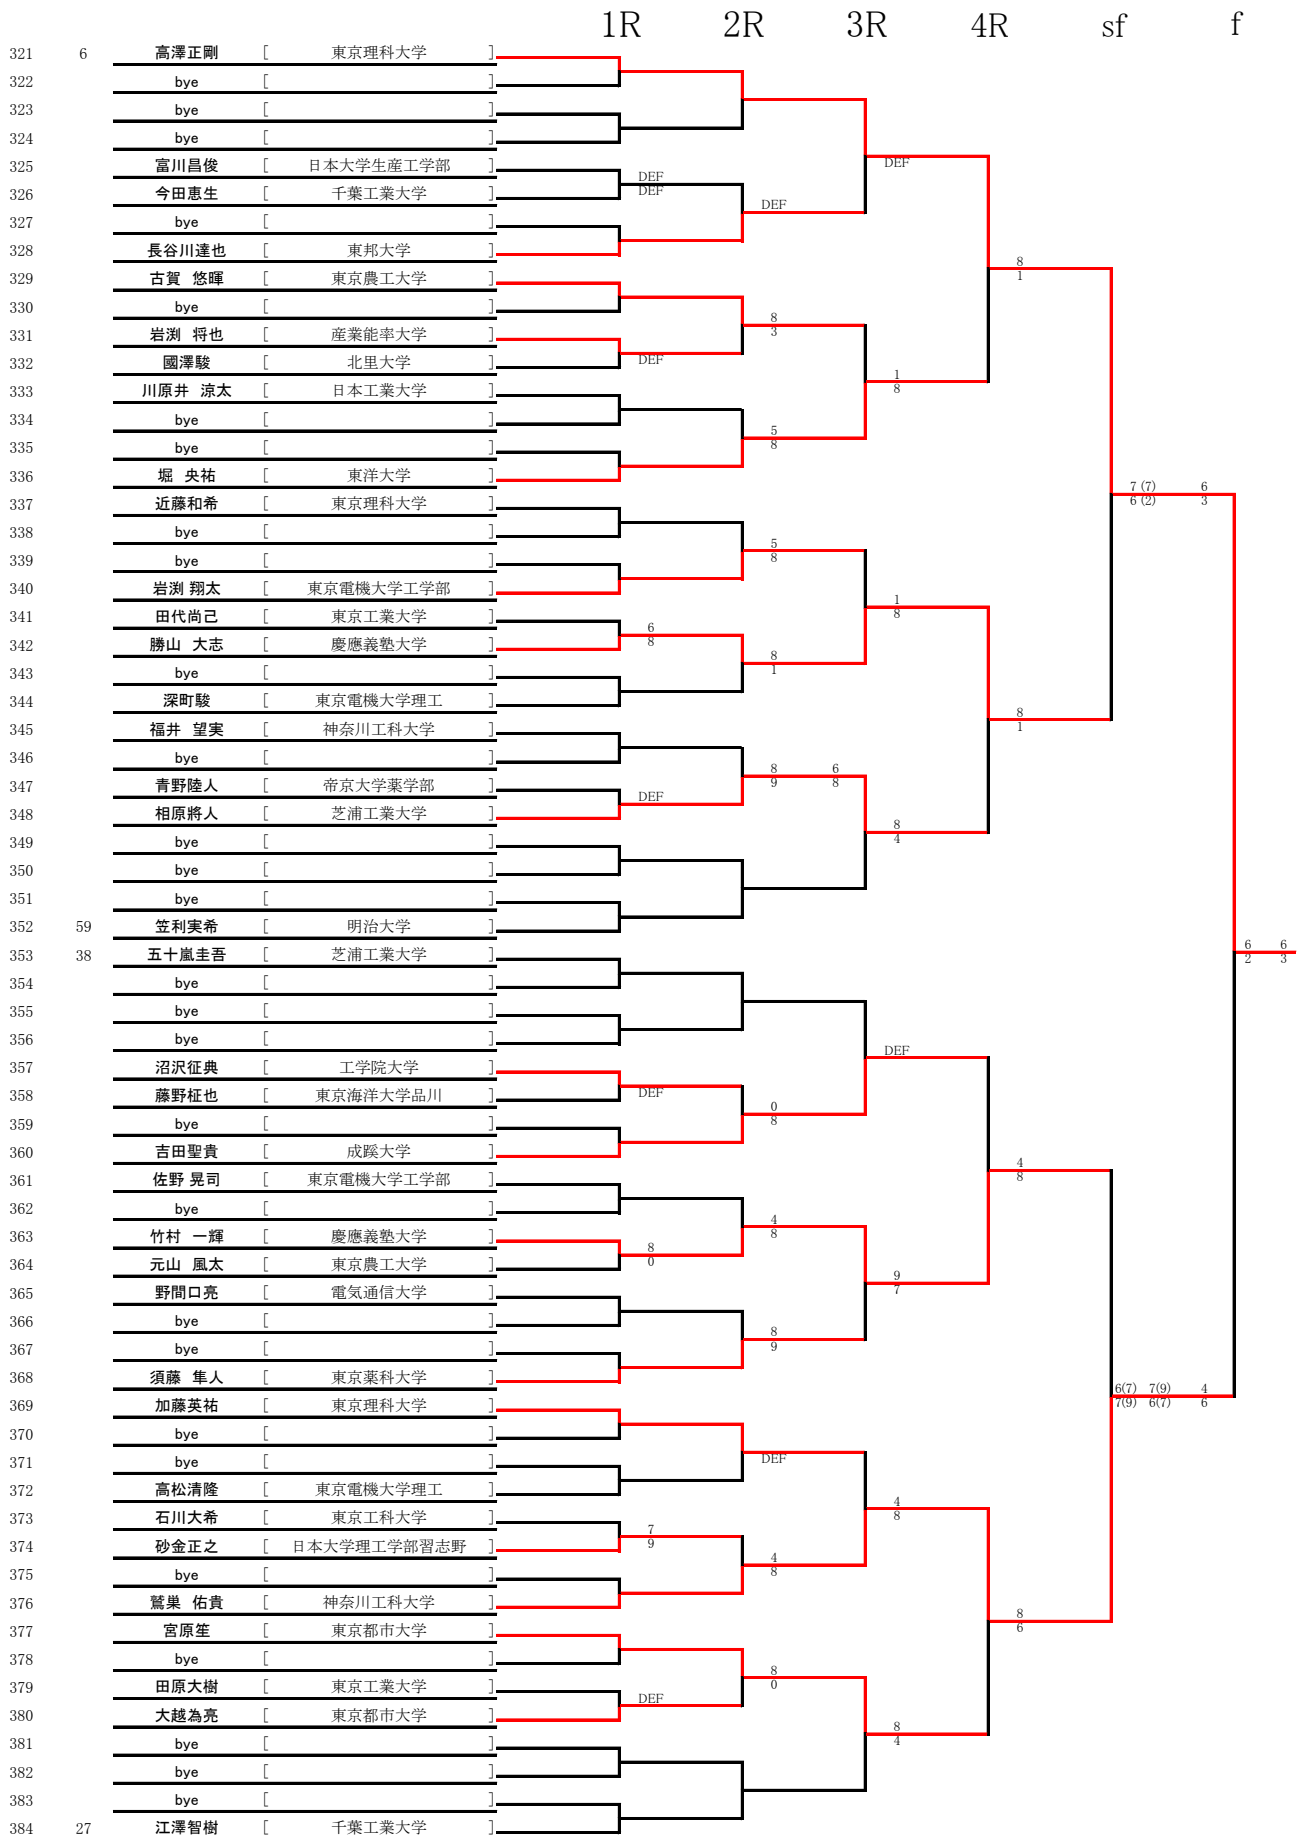 1R 2R 3R 4R sf f
321 6 高澤正剛 [ 東京理科大学 ]
322 bye [ ]
323 bye [ ]
324 bye [ ]
DEF
325 富川昌俊 [ 日本大学生産工学部 ]
DEF
326 今田恵生 [ 千葉工業大学 ]
DEF
DEF
327 bye [ ]
328 長谷川達也 [ 東邦大学 ]
8
1
329 古賀 悠暉 [ 東京農工大学 ]
330 bye [ ]
8
3
331 岩渕 将也 [ 産業能率大学 ]
332 國澤駿 [ 北里大学 ]
DEF
1
8
333 川原井 涼太 [ 日本工業大学 ]
334 bye [ ]
5
8
335 bye [ ]
336 堀 央祐 [ 東洋大学 ]
7 (7) 6
6 (2) 3
337 近藤和希 [ 東京理科大学 ]
338 bye [ ]
5
8
339 bye [ ]
340 岩渕 翔太 [ 東京電機大学工学部 ]
1
8
341 田代尚己 [ 東京工業大学 ]
6
8
342 勝山 大志 [ 慶應義塾大学 ]
8
1
343 bye [ ]
344 深町駿 [ 東京電機大学理工 ]
8
1
345 福井 望実 [ 神奈川工科大学 ]
346 bye [ ]
8 6
9 8
347 青野陸人 [ 帝京大学薬学部 ]
DEF
348 相原將人 [ 芝浦工業大学 ]
8
4
349 bye [ ]
350 bye [ ]
351 bye [ ]
352 59 笠利実希 [ 明治大学 ]
6 6
2 3
353 38 五十嵐圭吾 [ 芝浦工業大学 ]
354 bye [ ]
355 bye [ ]
356 bye [ ]
DEF
357 沼沢征典 [ 工学院大学 ]
358 藤野柾也 [ 東京海洋大学品川 ]
DEF
0
8
359 bye [ ]
360 吉田聖貴 [ 成蹊大学 ]
4
8
361 佐野 晃司 [ 東京電機大学工学部 ]
362 bye [ ]
4
8
363 竹村 一輝 [ 慶應義塾大学 ]
8
0
364 元山 風太 [ 東京農工大学 ]
9
7
365 野間口亮 [ 電気通信大学 ]
366 bye [ ]
8
9
367 bye [ ]
368 須藤 隼人 [ 東京薬科大学 ]
6(7) 7(9) 4
7(9) 6(7) 6
369 加藤英祐 [ 東京理科大学 ]
370 bye [ ]
DEF
371 bye [ ]
372 高松清隆 [ 東京電機大学理工 ]
4
8
373 石川大希 [ 東京工科大学 ]
7
9
374 砂金正之 [ 日本大学理工学部習志野 ]
4
8
375 bye [ ]
376 鷲巣 佑貴 [ 神奈川工科大学 ]
8
6
377 宮原笙 [ 東京都市大学 ]
378 bye [ ]
8
0
379 田原大樹 [ 東京工業大学 ]
DEF
380 大越為亮 [ 東京都市大学 ]
8
4
381 bye [ ]
382 bye [ ]
383 bye [ ]
384 27 江澤智樹 [ 千葉工業大学 ]